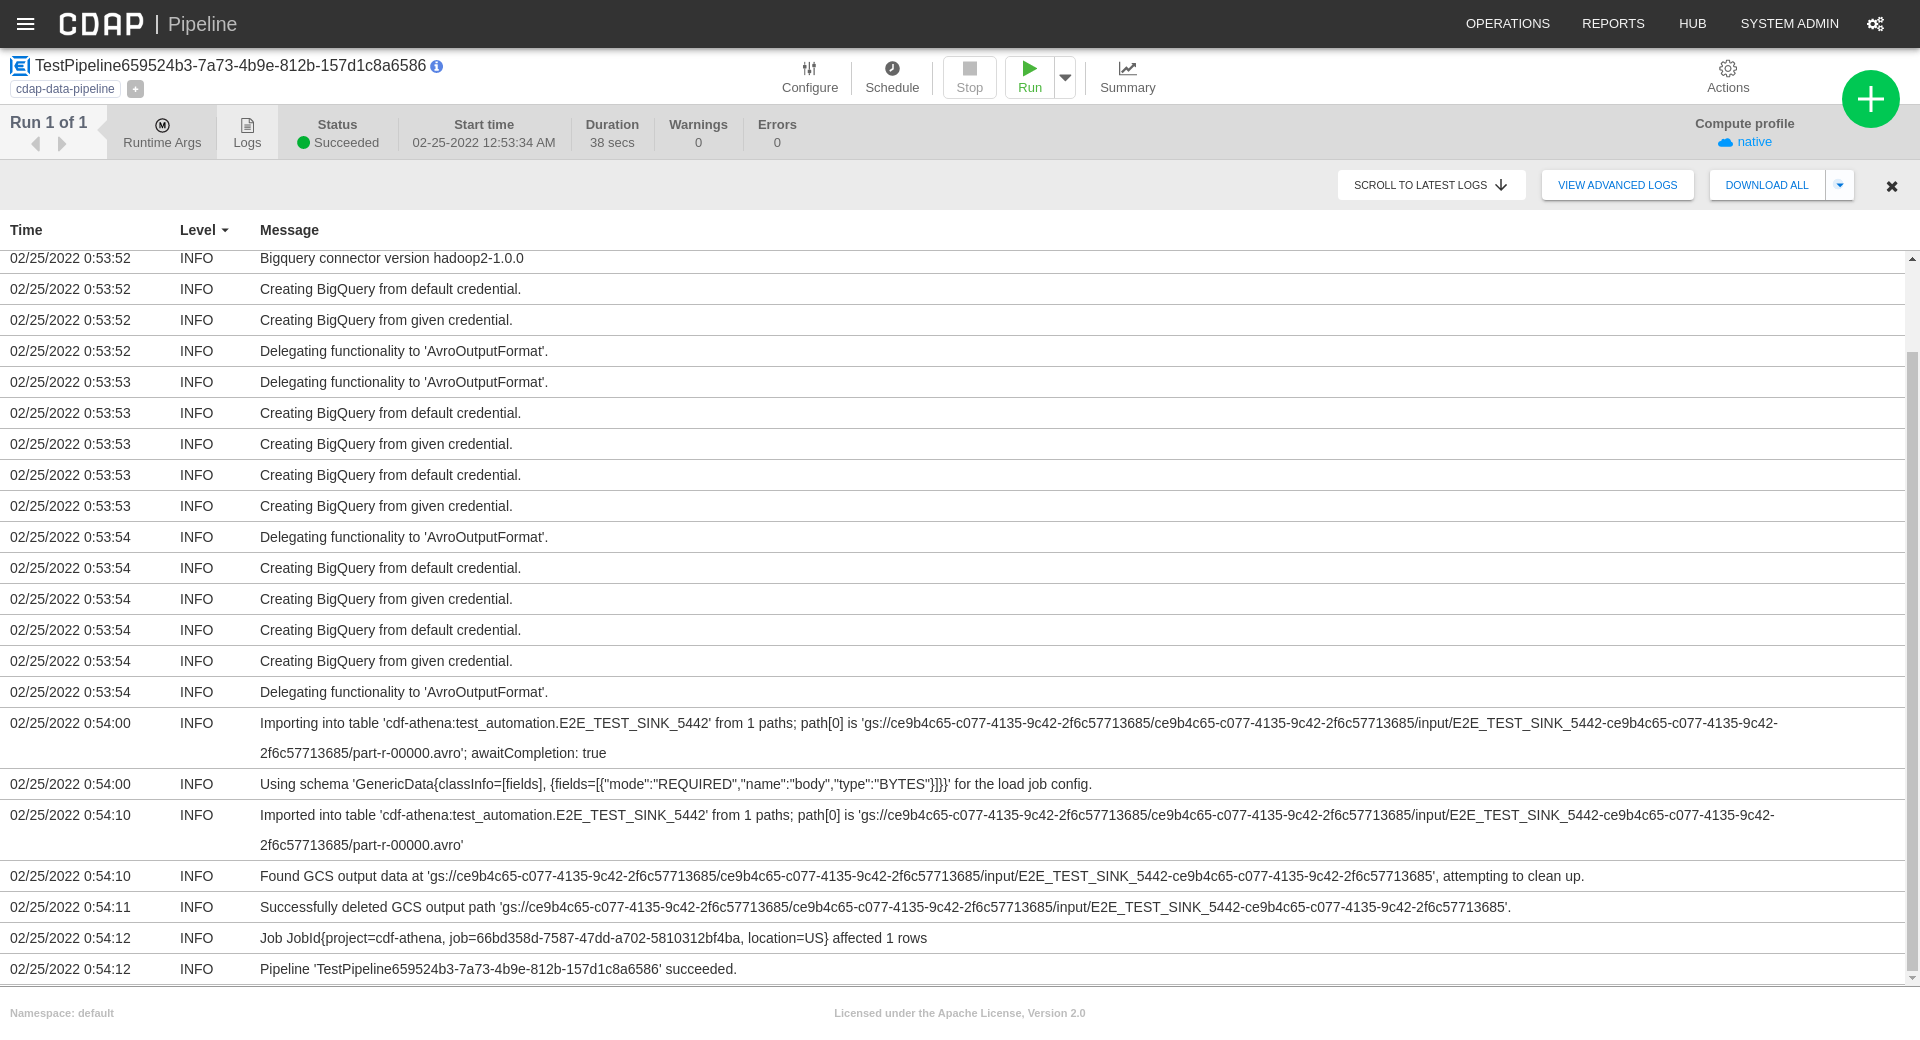 CDAP | Pipeline
OPERATIONS REPORTS HUB SYSTEM ADMIN
TestPipeline659524b3-7a73-4b9e-812b-157d1c8a6586
cdap-data-pipeline +
Configure Schedule Stop Run Summary Actions
Run 1 of 1
Runtime Args Logs
Status Start time Duration Warnings Errors Compute profile
Succeeded 02-25-2022 12:53:34 AM 38 secs 0 0 native
SCROLL TO LATEST LOGS VIEW ADVANCED LOGS DOWNLOAD ALL
Time Level Message
02/25/2022 0:53:52 INFO Bigquery connector version hadoop2-1.0.0
02/25/2022 0:53:52 INFO Creating BigQuery from default credential.
02/25/2022 0:53:52 INFO Creating BigQuery from given credential.
02/25/2022 0:53:52 INFO Delegating functionality to 'AvroOutputFormat'.
02/25/2022 0:53:53 INFO Delegating functionality to 'AvroOutputFormat'.
02/25/2022 0:53:53 INFO Creating BigQuery from default credential.
02/25/2022 0:53:53 INFO Creating BigQuery from given credential.
02/25/2022 0:53:53 INFO Creating BigQuery from default credential.
02/25/2022 0:53:53 INFO Creating BigQuery from given credential.
02/25/2022 0:53:54 INFO Delegating functionality to 'AvroOutputFormat'.
02/25/2022 0:53:54 INFO Creating BigQuery from default credential.
02/25/2022 0:53:54 INFO Creating BigQuery from given credential.
02/25/2022 0:53:54 INFO Creating BigQuery from default credential.
02/25/2022 0:53:54 INFO Creating BigQuery from given credential.
02/25/2022 0:53:54 INFO Delegating functionality to 'AvroOutputFormat'.
02/25/2022 0:54:00 INFO Importing into table 'cdf-athena:test_automation.E2E_TEST_SINK_5442' from 1 paths; path[0] is 'gs://ce9b4c65-c077-4135-9c42-2f6c57713685/ce9b4c65-c077-4135-9c42-2f6c57713685/input/E2E_TEST_SINK_5442-ce9b4c65-c077-4135-9c42-
2f6c57713685/part-r-00000.avro'; awaitCompletion: true
02/25/2022 0:54:00 INFO Using schema 'GenericData{classInfo=[fields], {fields=[{"mode":"REQUIRED","name":"body","type":"BYTES"}]}}' for the load job config.
02/25/2022 0:54:10 INFO Imported into table 'cdf-athena:test_automation.E2E_TEST_SINK_5442' from 1 paths; path[0] is 'gs://ce9b4c65-c077-4135-9c42-2f6c57713685/ce9b4c65-c077-4135-9c42-2f6c57713685/input/E2E_TEST_SINK_5442-ce9b4c65-c077-4135-9c42-
2f6c57713685/part-r-00000.avro'
02/25/2022 0:54:10 INFO Found GCS output data at 'gs://ce9b4c65-c077-4135-9c42-2f6c57713685/ce9b4c65-c077-4135-9c42-2f6c57713685/input/E2E_TEST_SINK_5442-ce9b4c65-c077-4135-9c42-2f6c57713685', attempting to clean up.
02/25/2022 0:54:11 INFO Successfully deleted GCS output path 'gs://ce9b4c65-c077-4135-9c42-2f6c57713685/ce9b4c65-c077-4135-9c42-2f6c57713685/input/E2E_TEST_SINK_5442-ce9b4c65-c077-4135-9c42-2f6c57713685'.
02/25/2022 0:54:12 INFO Job JobId{project=cdf-athena, job=66bd358d-7587-47dd-a702-5810312bf4ba, location=US} affected 1 rows
02/25/2022 0:54:12 INFO Pipeline 'TestPipeline659524b3-7a73-4b9e-812b-157d1c8a6586' succeeded.
Namespace: default Licensed under the Apache License, Version 2.0